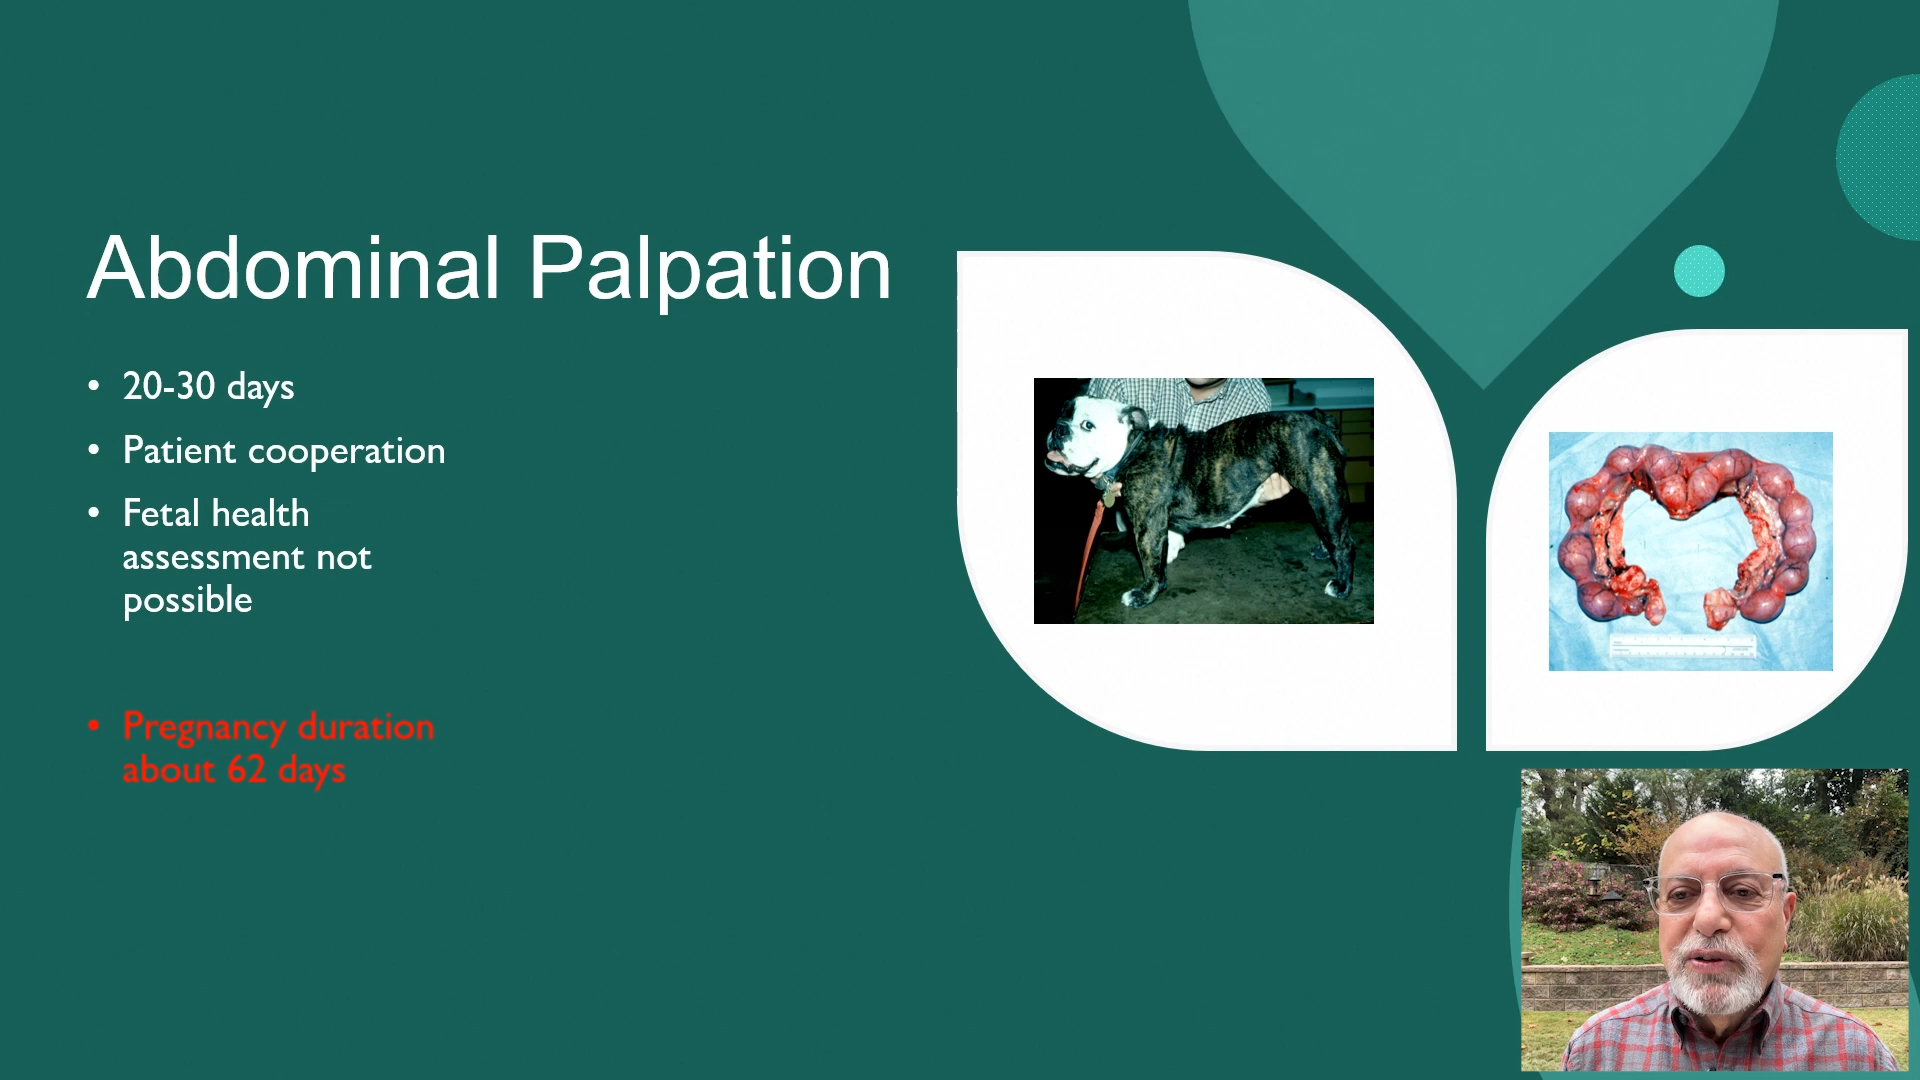 Abdominal Palpation
• 20-30 days
• Patient cooperation
• Fetal health
assessment not
possible
• Pregnancy duration
about 62 days